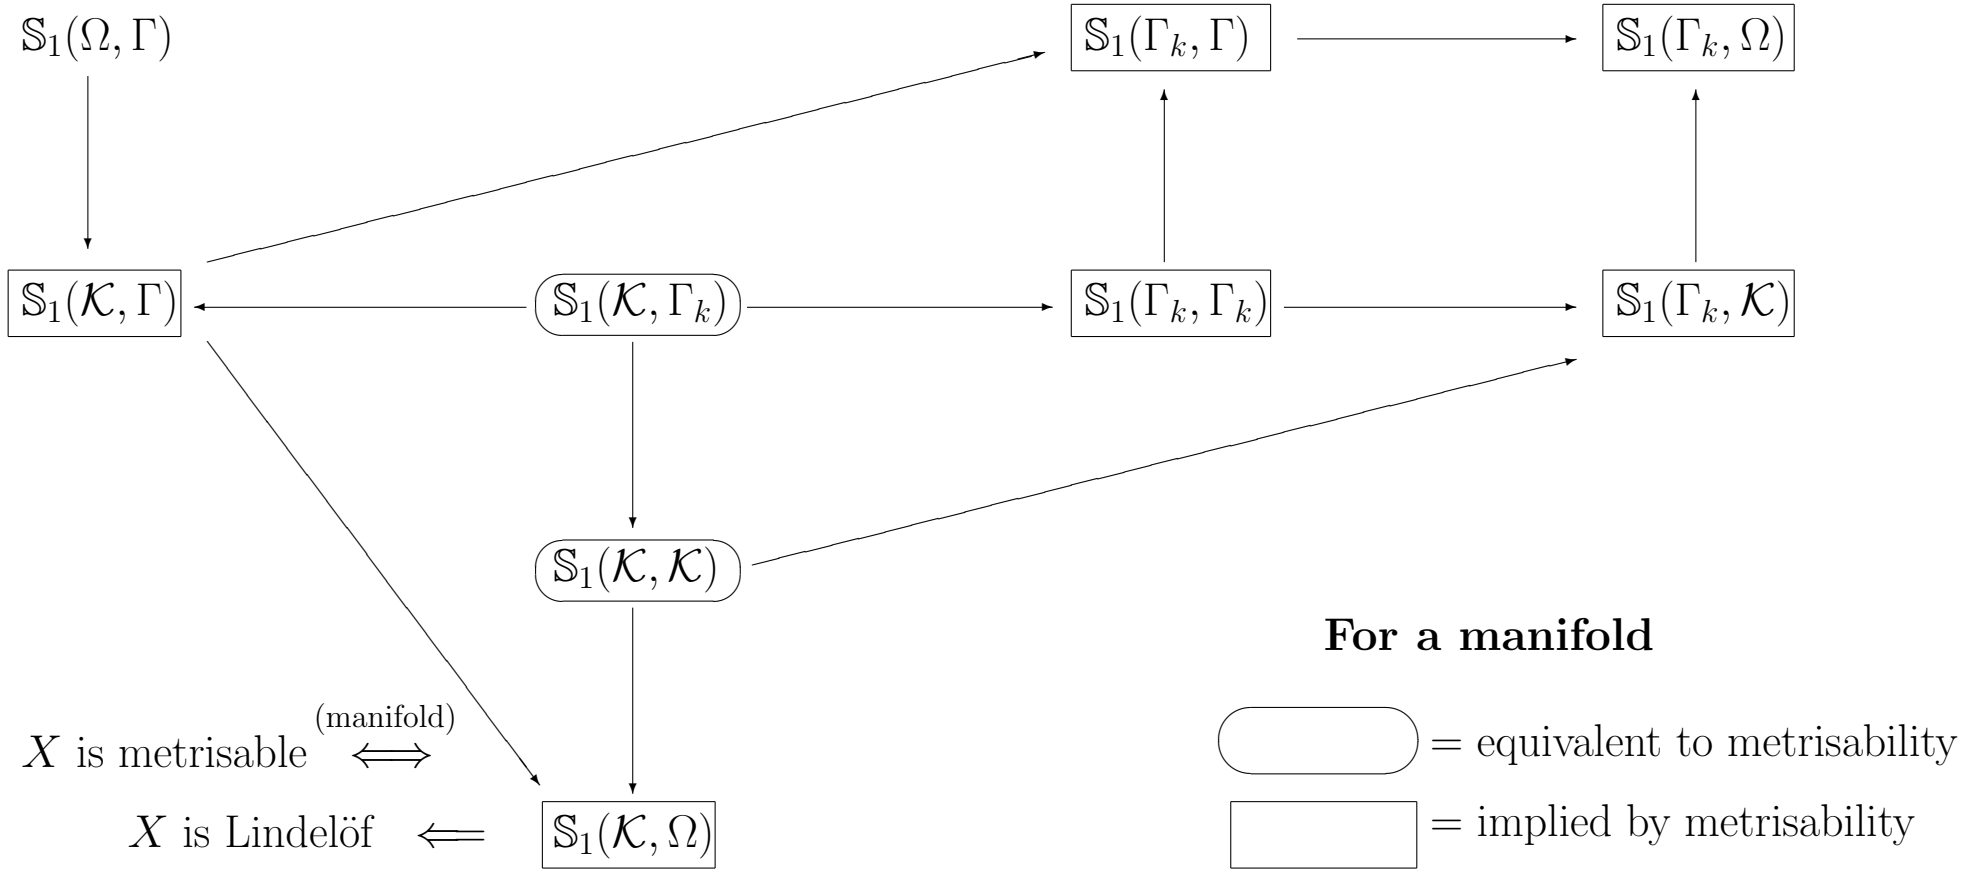 𝕊₁(Ω, Γ)
𝕊₁(Γₖ, Γ)
𝕊₁(Γₖ, Ω)
𝕊₁(𝒦, Γ)
𝕊₁(𝒦, Γₖ)
𝕊₁(Γₖ, Γₖ)
𝕊₁(Γₖ, 𝒦)
𝕊₁(𝒦, 𝒦)
For a manifold
(manifold)
X is metrisable ⟺
= equivalent to metrisability
X is Lindelöf ⟸ 𝕊₁(𝒦, Ω)
= implied by metrisability